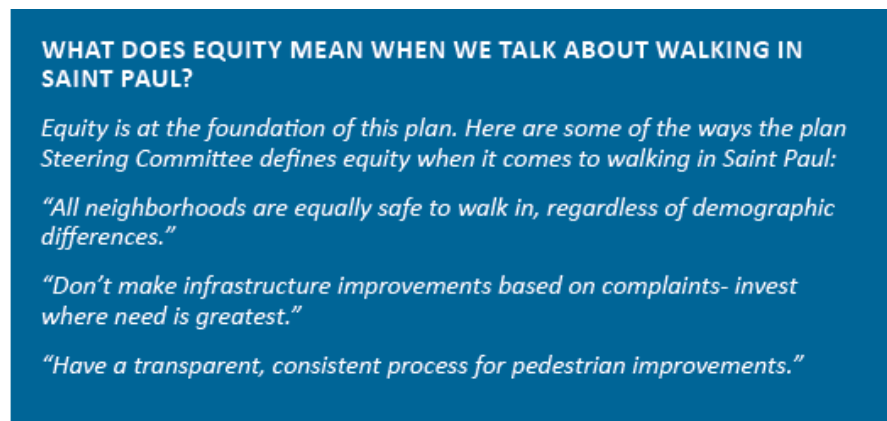 WHAT DOES EQUITY MEAN WHEN WE TALK ABOUT WALKING IN
SAINT PAUL?
Equity is at the foundation of this plan. Here are some of the ways the plan
Steering Committee defines equity when it comes to walking in Saint Paul:
“All neighborhoods are equally safe to walk in, regardless of demographic
differences.”
“Don’t make infrastructure improvements based on complaints- invest
where need is greatest.”
“Have a transparent, consistent process for pedestrian improvements.”